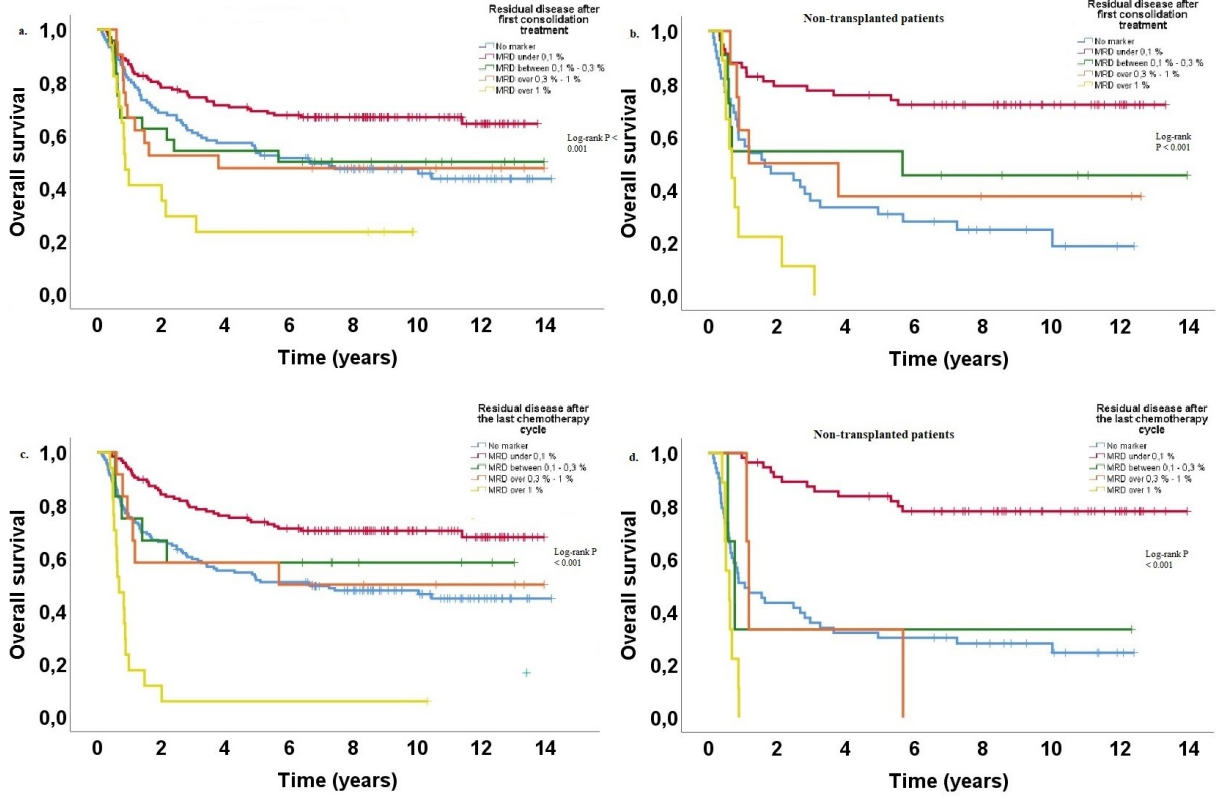 a.
Residual disease after
first consolidation
treatment
No marker
MRD under 0,1 %
MRD between 0,1 % - 0,3 %
MRD over 0,3 % - 1 %
MRD over 1 %
Log-rank P <
0.001
Overall survival
1,0
0,8
0,6
0,4
0,2
0,0
0 2 4 6 8 10 12 14
Time (years)
b.
Non-transplanted patients
Residual disease after
first consolidation
treatment
No marker
MRD under 0,1 %
MRD between 0,1 % - 0,3 %
MRD over 0,3 % - 1 %
MRD over 1 %
Log-rank
P < 0.001
Overall survival
1,0
0,8
0,6
0,4
0,2
0,0
0 2 4 6 8 10 12 14
Time (years)
c.
Residual disease after
the last chemotherapy
cycle
No marker
MRD under 0,1 %
MRD between 0,1 - 0,3 %
MRD over 0,3 % - 1 %
MRD over 1 %
Log-rank P
< 0.001
Overall survival
1,0
0,8
0,6
0,4
0,2
0,0
0 2 4 6 8 10 12 14
Time (years)
d.
Non-transplanted patients
Residual disease after
the last chemotherapy
cycle
No marker
MRD under 0,1 %
MRD between 0,1 - 0,3 %
MRD over 0,3 % - 1 %
MRD over 1 %
Log-rank P
< 0.001
Overall survival
1,0
0,8
0,6
0,4
0,2
0,0
0 2 4 6 8 10 12 14
Time (years)